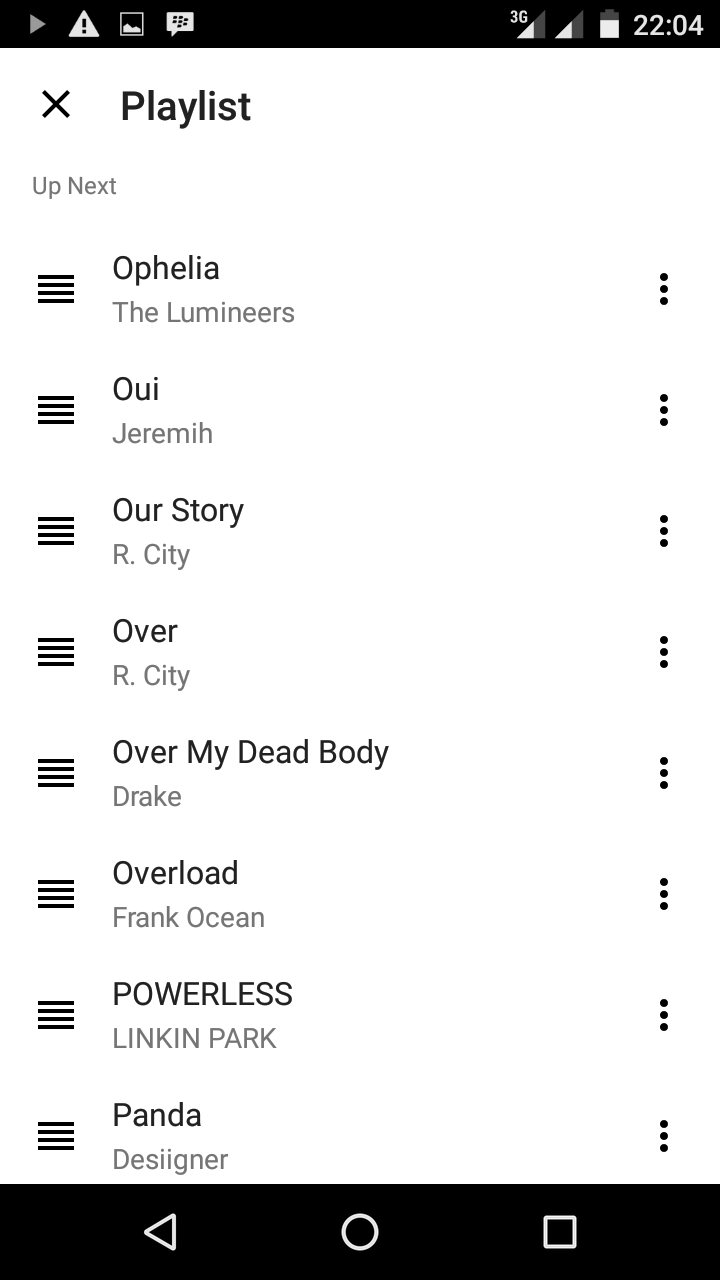 3G 22:04
Playlist
Up Next
Ophelia
The Lumineers
Oui
Jeremih
Our Story
R. City
Over
R. City
Over My Dead Body
Drake
Overload
Frank Ocean
POWERLESS
LINKIN PARK
Panda
Desiigner